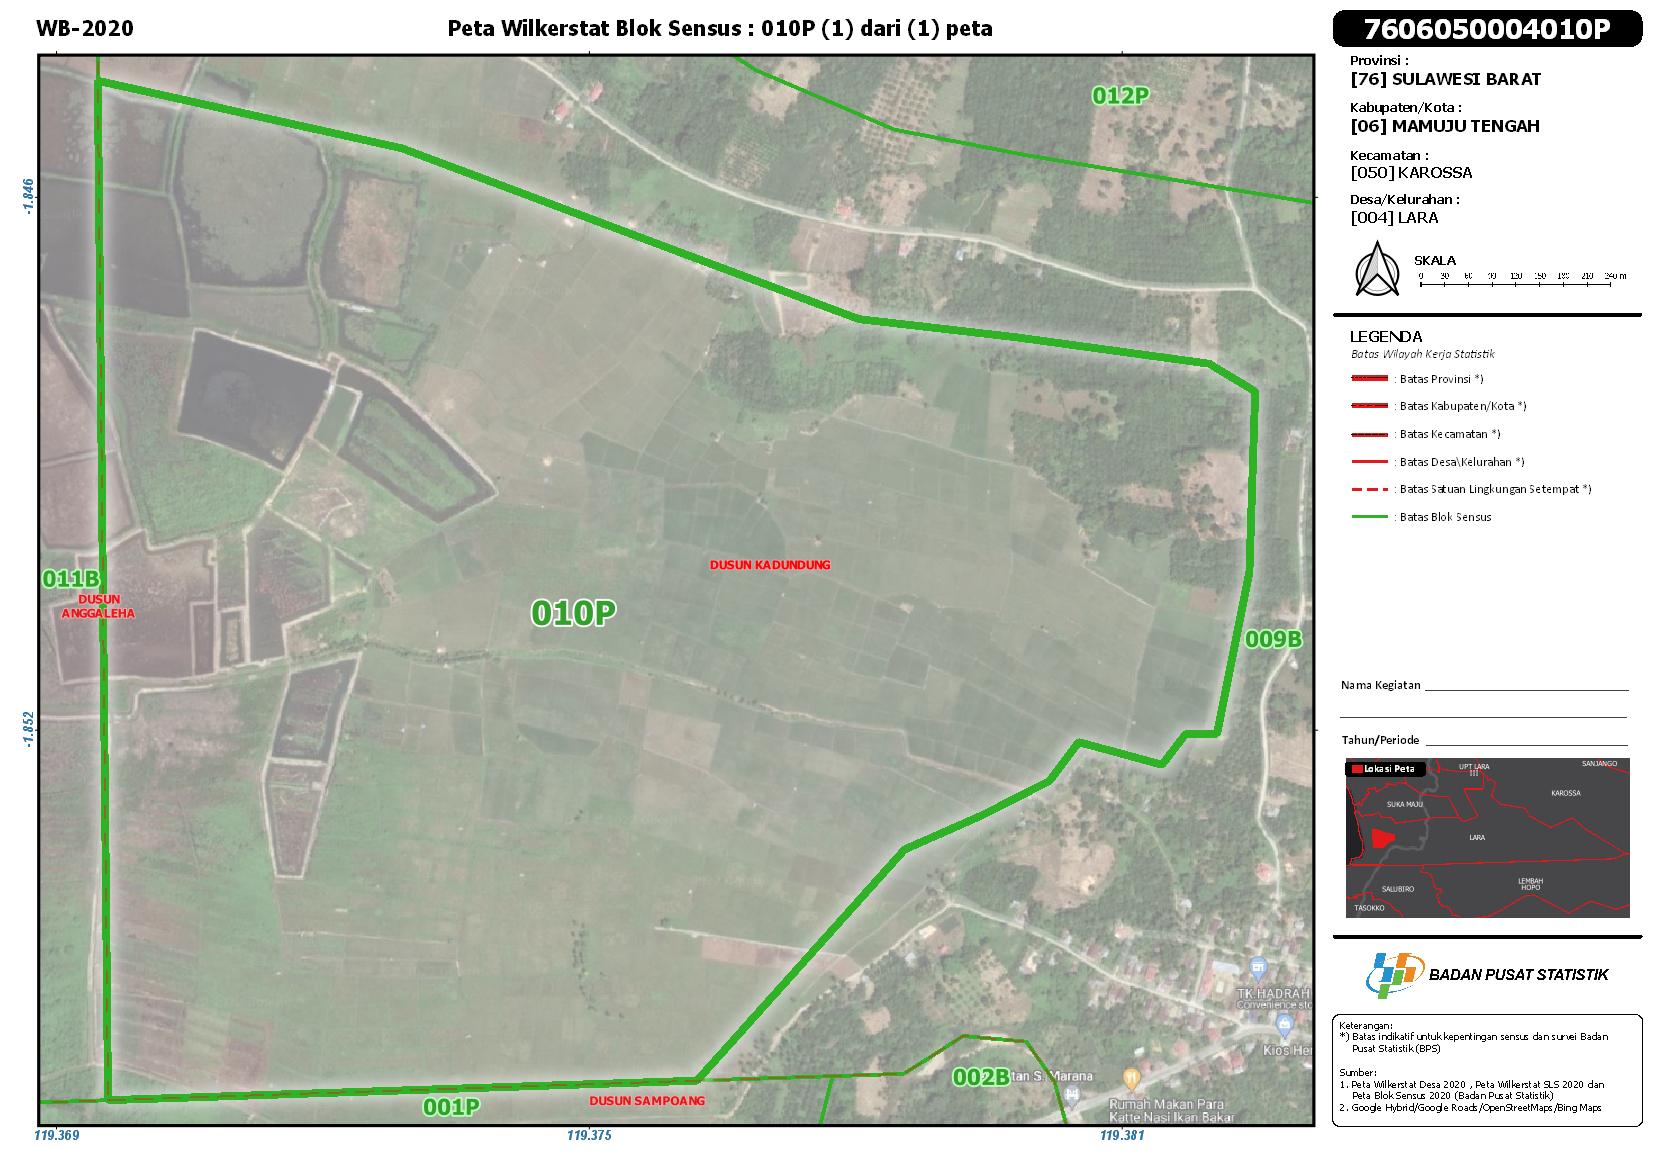 WB-2020
Peta Wilkerstat Blok Sensus : 010P (1) dari (1) peta
7606050004010P
Provinsi :
[76] SULAWESI BARAT
Kabupaten/Kota :
[06] MAMUJU TENGAH
Kecamatan :
[050] KAROSSA
Desa/Kelurahan :
[004] LARA
SKALA
0 30 60 90 120 150 180 210 240 m
LEGENDA
Batas Wilayah Kerja Statistik
: Batas Provinsi *)
: Batas Kabupaten/Kota *)
: Batas Kecamatan *)
: Batas Desa\Kelurahan *)
: Batas Satuan Lingkungan Setempat *)
: Batas Blok Sensus
Nama Kegiatan
Tahun/Periode
Lokasi Peta
UPT LARA
III
SANJANGO
SUKA MAJU
KAROSSA
LARA
SALUBIRO
LEMBAH
HOPO
TASOKKO
BADAN PUSAT STATISTIK
Keterangan:
*) Batas indikatif untuk kepentingan sensus dan survei Badan
Pusat Statistik (BPS)
Sumber:
1. Peta Wilkerstat Desa 2020 , Peta Wilkerstat SLS 2020 dan
Peta Blok Sensus 2020 (Badan Pusat Statistik)
2. Google Hybrid/Google Roads/OpenStreetMaps/Bing Maps
012P
011B
DUSUN
ANGGALEHA
DUSUN KADUNDUNG
010P
009B
TK.HADRAH
Convenience sto
Kios He
002B
tan S. Marana
Rumah Makan Para
Katte Nasi Ikan Bakar
001P
DUSUN SAMPOANG
-1.846
-1.852
119.369
119.375
119.381